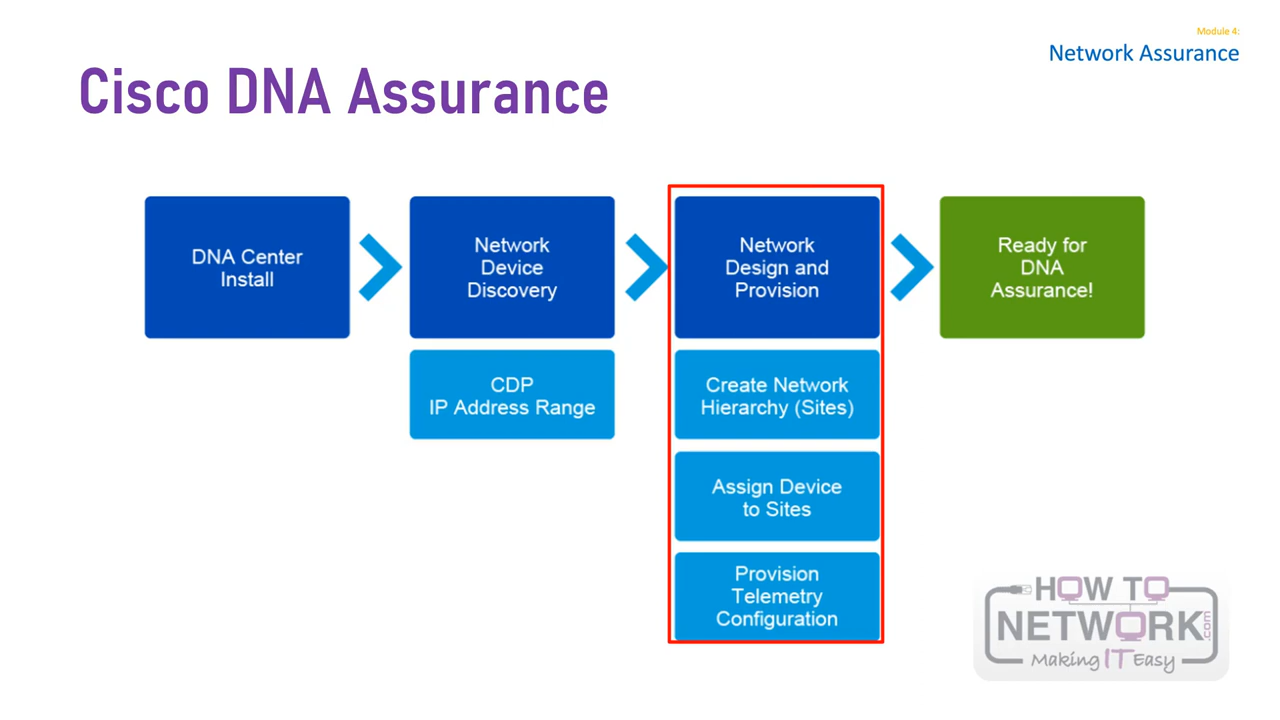 Module 4:
Network Assurance
Cisco DNA Assurance
DNA Center
Install
Network
Device
Discovery
CDP
IP Address Range
Network
Design and
Provision
Create Network
Hierarchy (Sites)
Assign Device
to Sites
Provision
Telemetry
Configuration
Ready for
DNA
Assurance!
HOW TO
NETWORK.com
Making IT Easy